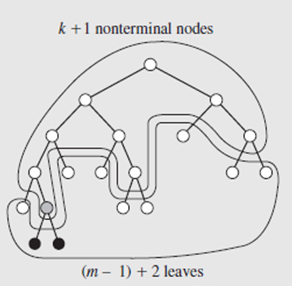 k + 1 nonterminal nodes
(m – 1) + 2 leaves